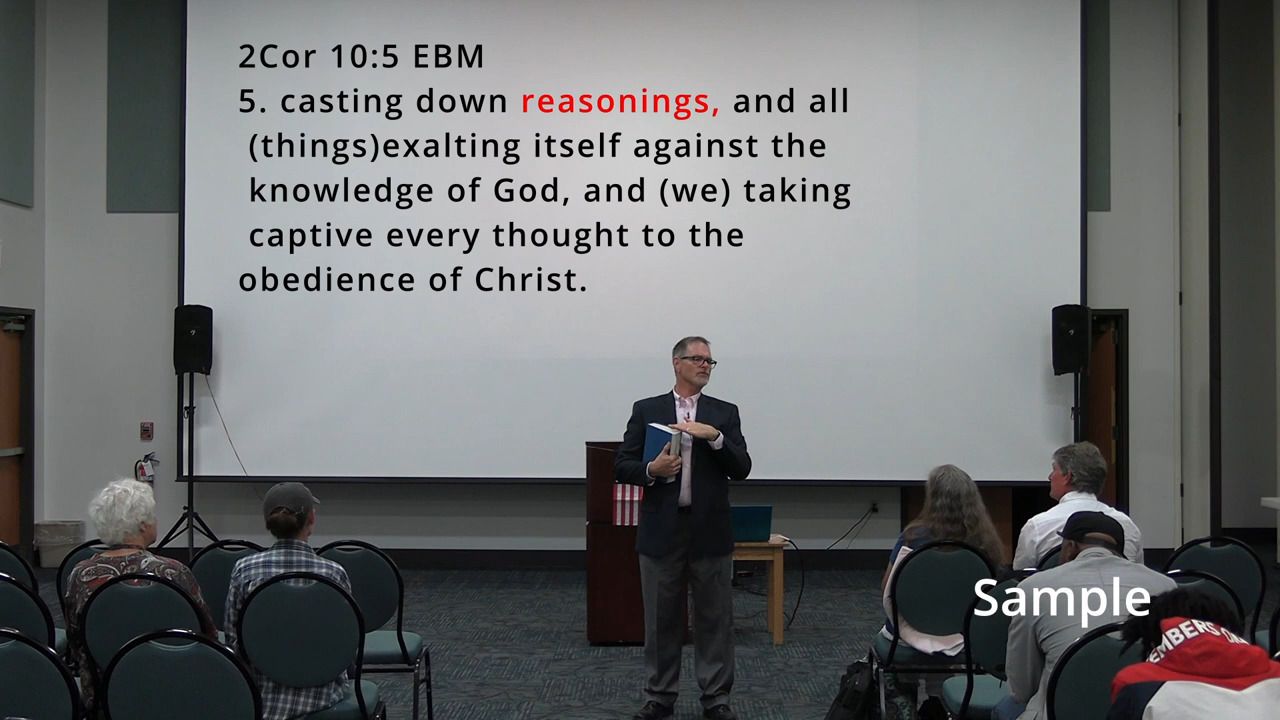 2Cor 10:5 EBM
5. casting down reasonings, and all
(things)exalting itself against the
knowledge of God, and (we) taking
captive every thought to the
obedience of Christ.
Sample